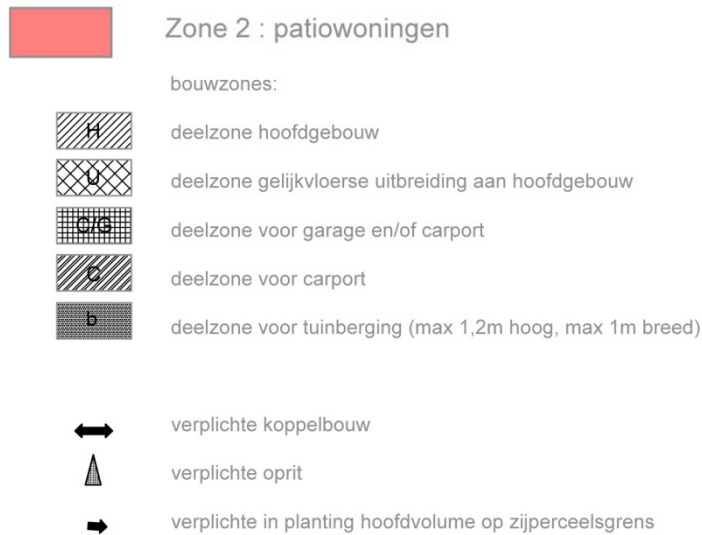 Zone 2 : patiowoningen
bouwzones:
H deelzone hoofdgebouw
U deelzone gelijkvloerse uitbreiding aan hoofdgebouw
C/G deelzone voor garage en/of carport
C deelzone voor carport
b deelzone voor tuinberging (max 1,2m hoog, max 1m breed)
verplichte koppelbouw
verplichte oprit
verplichte in planting hoofdvolume op zijperceelsgrens